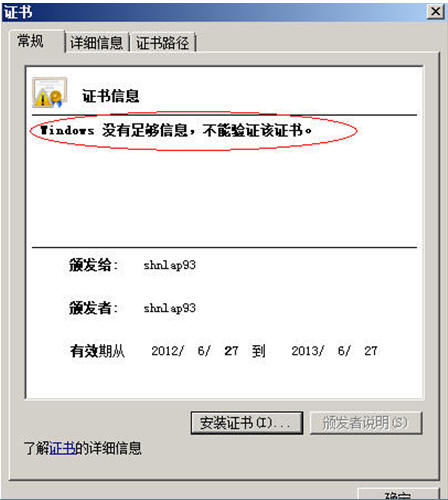 证书
常规 详细信息 证书路径
证书信息
Windows 没有足够信息，不能验证该证书。
颁发给： shnlap93
颁发者： shnlap93
有效期从 2012/ 6/ 27 到 2013/ 6/ 27
安装证书(I)... 颁发者说明(S)
了解证书的详细信息
确定